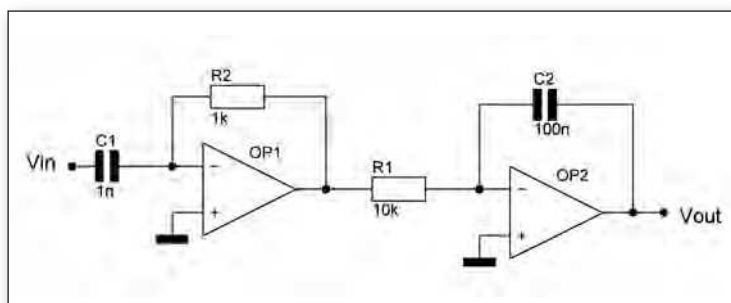 R2
1k
C1
1n
Vin
-
+
OP1
R1
10k
C2
100n
-
+
OP2
Vout